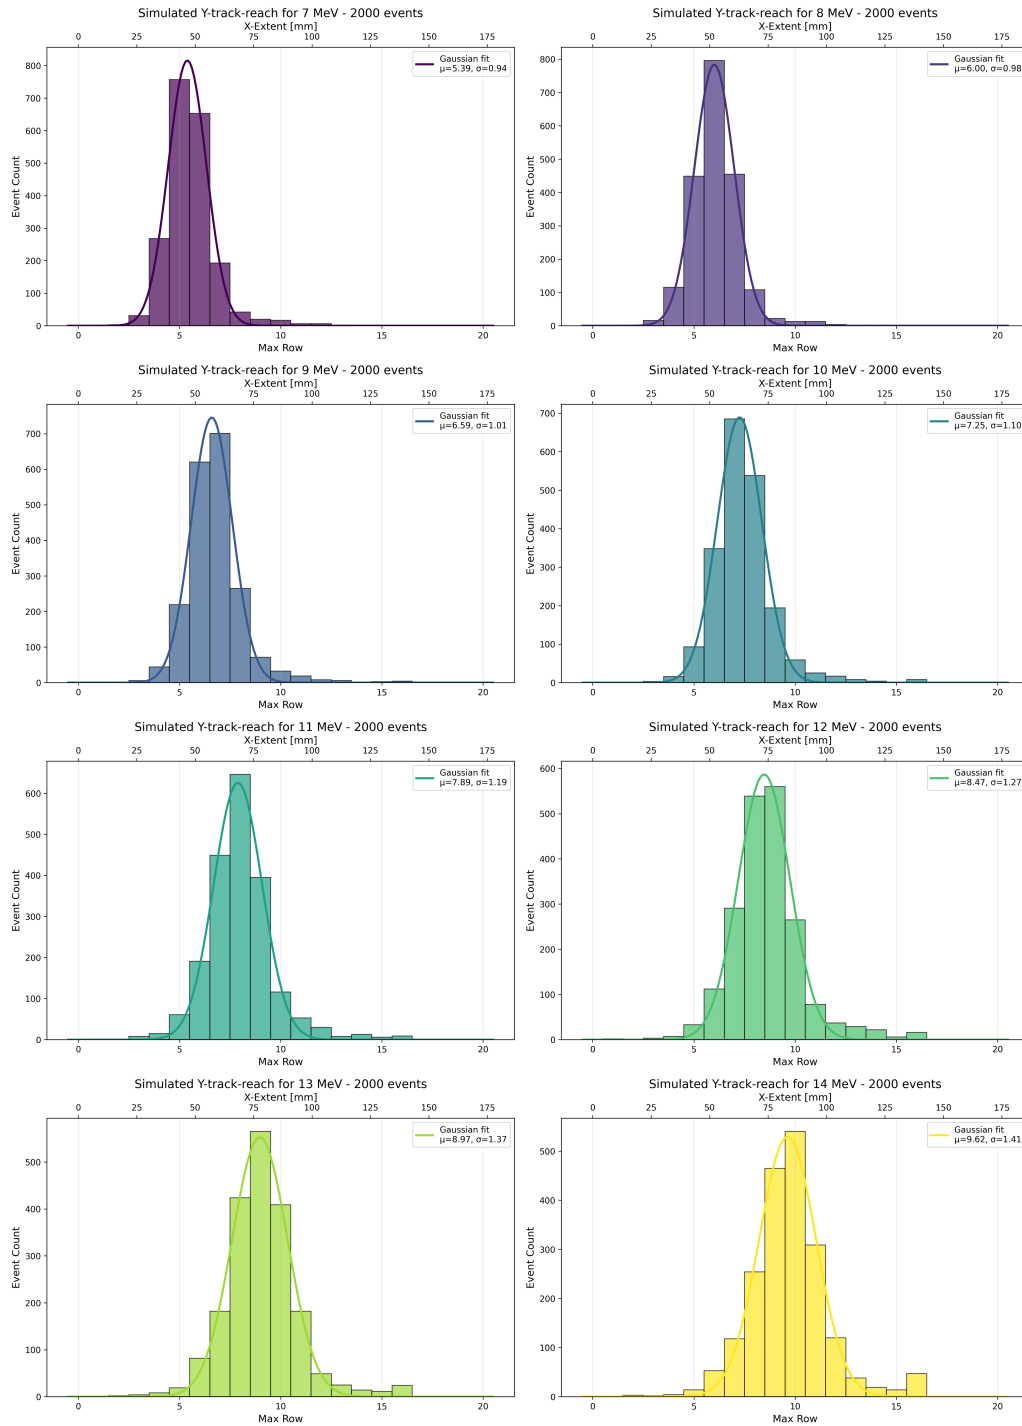 Simulated Y-track-reach for 7 MeV - 2000 events
X-Extent [mm]
0 25 50 75 100 125 150 175
Gaussian fit
μ=5.39, σ=0.94
Event Count
800
700
600
500
400
300
200
100
0
0 5 10 15 20
Max Row
Simulated Y-track-reach for 8 MeV - 2000 events
X-Extent [mm]
0 25 50 75 100 125 150 175
Gaussian fit
μ=6.00, σ=0.98
Event Count
800
700
600
500
400
300
200
100
0
0 5 10 15 20
Max Row
Simulated Y-track-reach for 9 MeV - 2000 events
X-Extent [mm]
0 25 50 75 100 125 150 175
Gaussian fit
μ=6.59, σ=1.01
Event Count
700
600
500
400
300
200
100
0
0 5 10 15 20
Max Row
Simulated Y-track-reach for 10 MeV - 2000 events
X-Extent [mm]
0 25 50 75 100 125 150 175
Gaussian fit
μ=7.25, σ=1.10
Event Count
700
600
500
400
300
200
100
0
0 5 10 15 20
Max Row
Simulated Y-track-reach for 11 MeV - 2000 events
X-Extent [mm]
0 25 50 75 100 125 150 175
Gaussian fit
μ=7.89, σ=1.19
Event Count
600
500
400
300
200
100
0
0 5 10 15 20
Max Row
Simulated Y-track-reach for 12 MeV - 2000 events
X-Extent [mm]
0 25 50 75 100 125 150 175
Gaussian fit
μ=8.47, σ=1.27
Event Count
600
500
400
300
200
100
0
0 5 10 15 20
Max Row
Simulated Y-track-reach for 13 MeV - 2000 events
X-Extent [mm]
0 25 50 75 100 125 150 175
Gaussian fit
μ=8.97, σ=1.37
Event Count
500
400
300
200
100
0
0 5 10 15 20
Max Row
Simulated Y-track-reach for 14 MeV - 2000 events
X-Extent [mm]
0 25 50 75 100 125 150 175
Gaussian fit
μ=9.62, σ=1.41
Event Count
500
400
300
200
100
0
0 5 10 15 20
Max Row